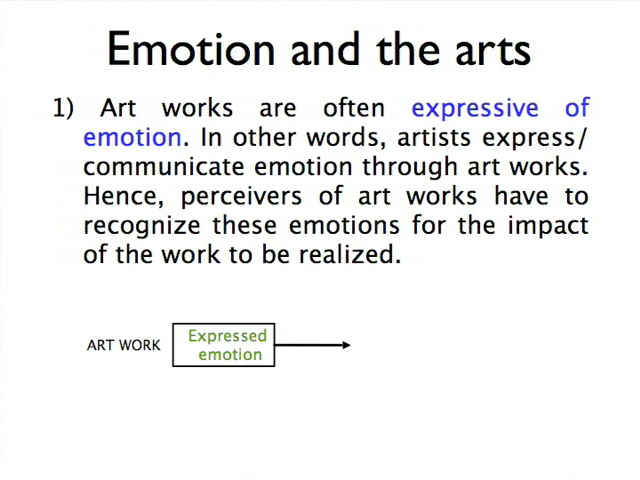 Emotion and the arts
1) Art works are often expressive of
emotion. In other words, artists express/
communicate emotion through art works.
Hence, perceivers of art works have to
recognize these emotions for the impact
of the work to be realized.
ART WORK
Expressed
emotion